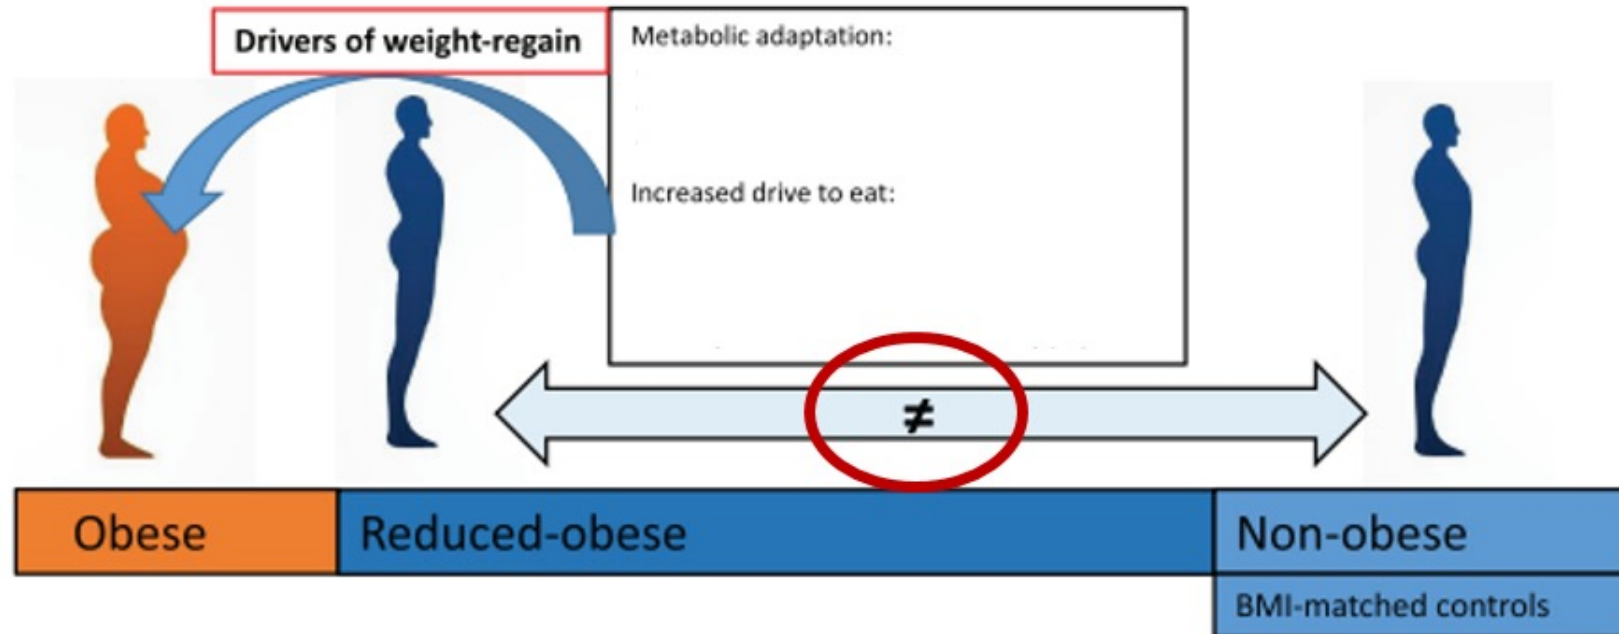 Drivers of weight-regain
Metabolic adaptation:
Increased drive to eat:
≠
Obese
Reduced-obese
Non-obese
BMI-matched controls